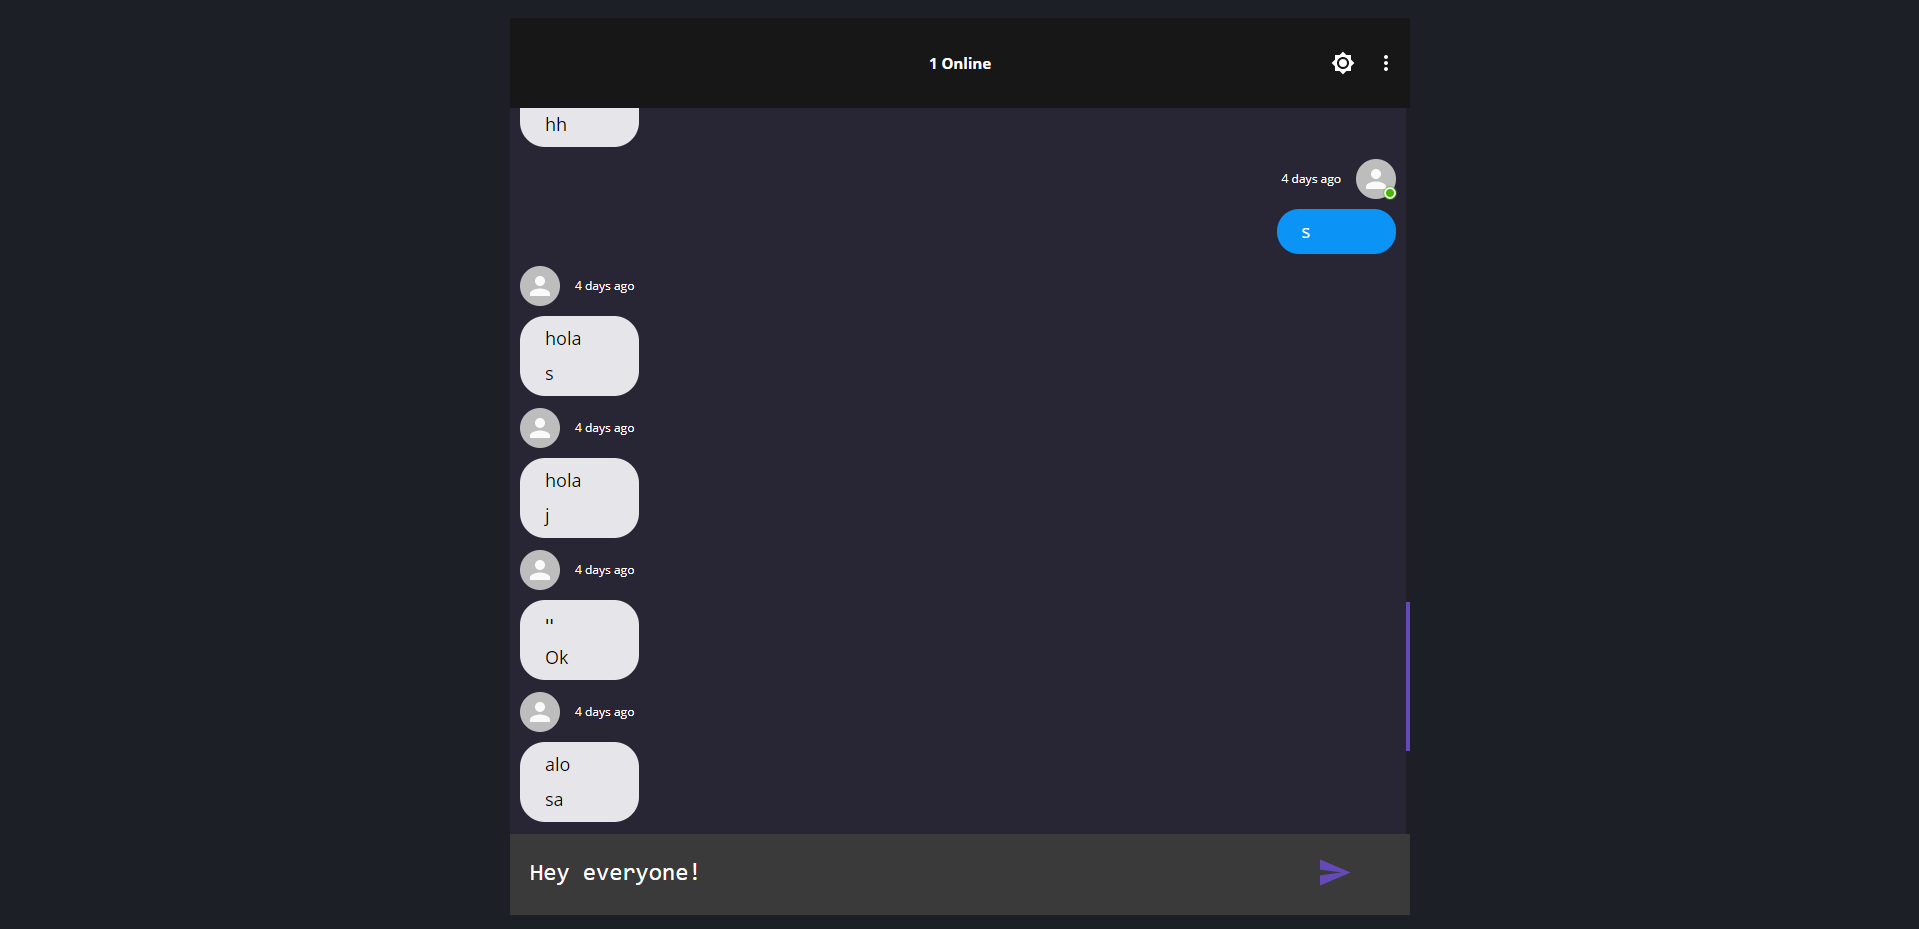 1 Online
hh
4 days ago
s
4 days ago
hola
s
4 days ago
hola
j
4 days ago
"
Ok
4 days ago
alo
sa
Hey everyone!